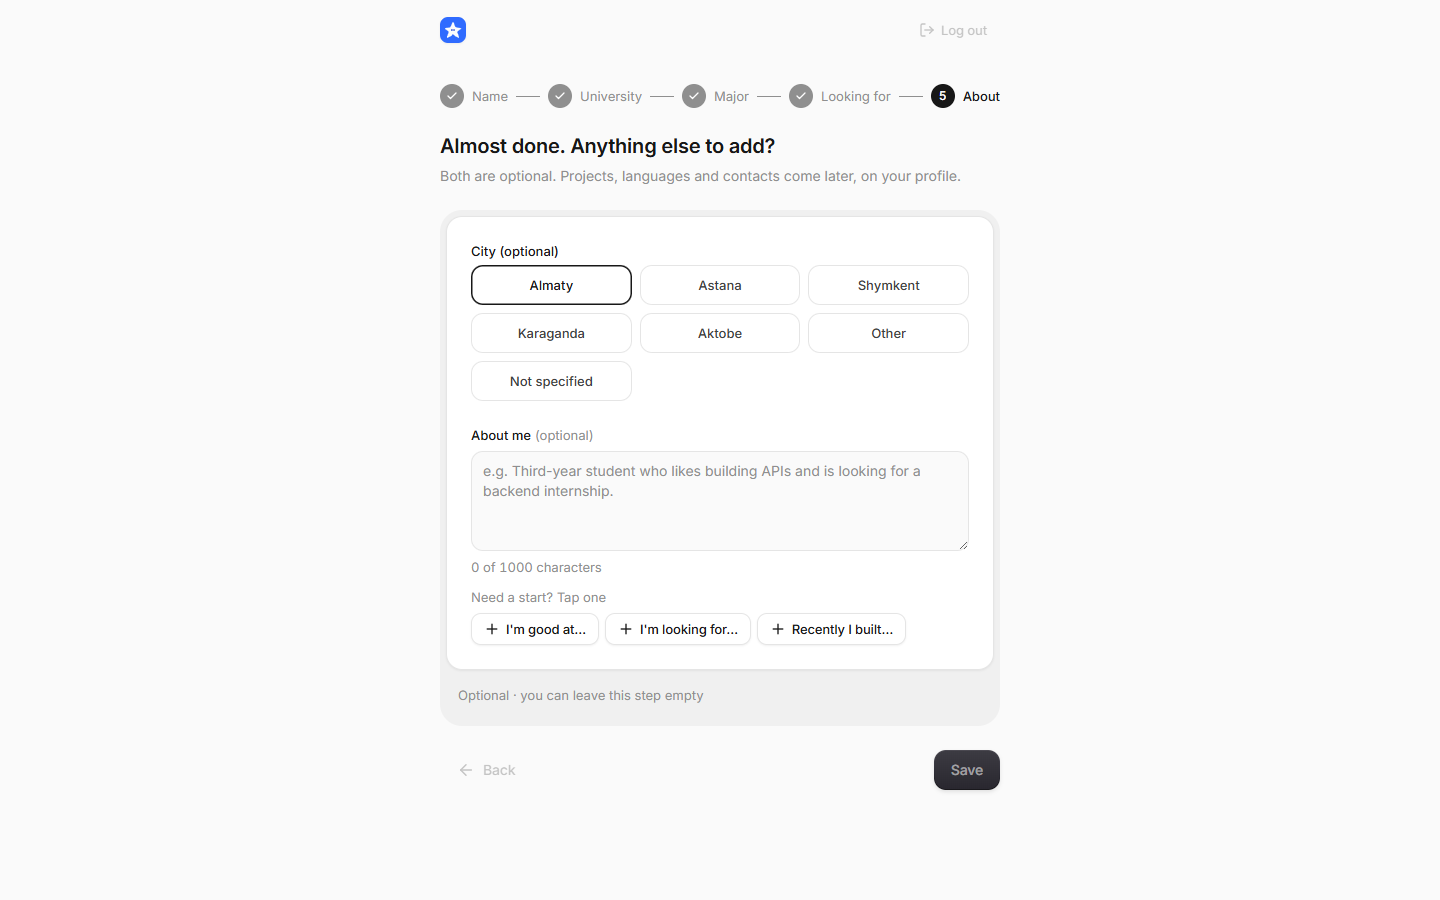 Log out
Name
University
Major
Looking for
5
About
Almost done. Anything else to add?
Both are optional. Projects, languages and contacts come later, on your profile.
City (optional)
Almaty
Astana
Shymkent
Karaganda
Aktobe
Other
Not specified
About me (optional)
e.g. Third-year student who likes building APIs and is looking for a
backend internship.
0 of 1000 characters
Need a start? Tap one
I'm good at...
I'm looking for...
Recently I built...
Optional · you can leave this step empty
Back
Save